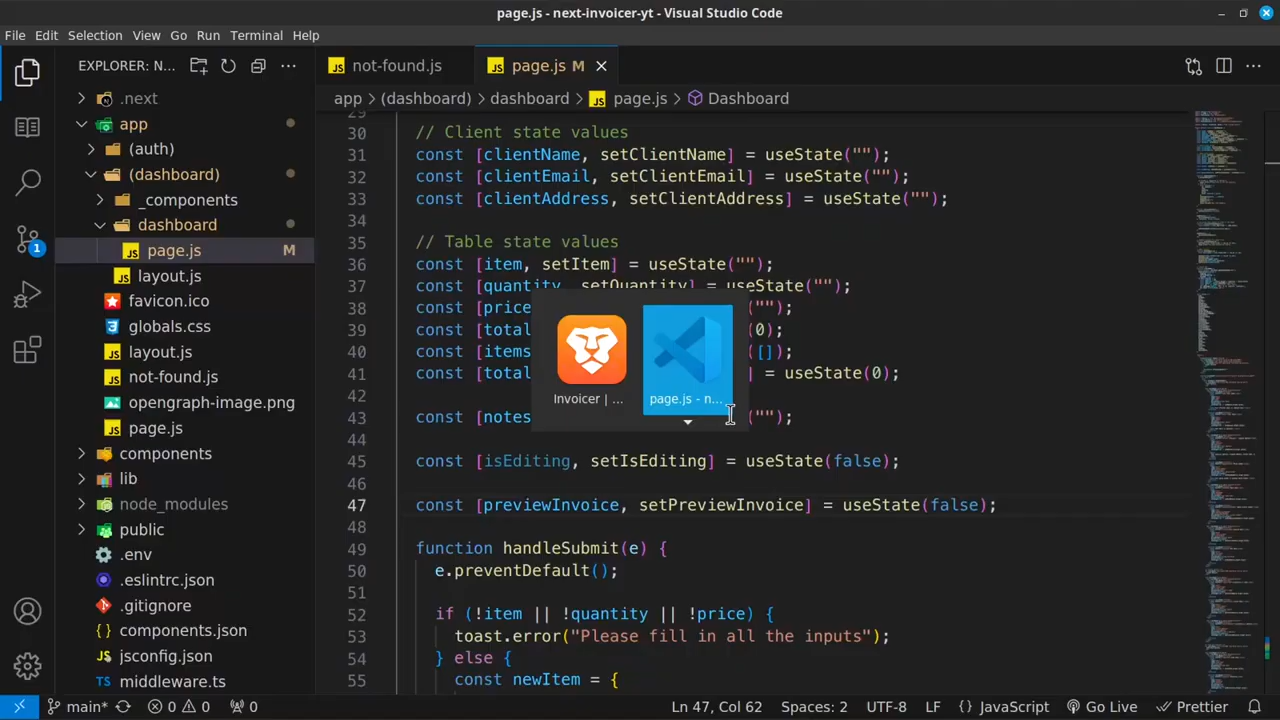 page.js - next-invoicer-yt - Visual Studio Code
File Edit Selection View Go Run Terminal Help
EXPLORER: N...
JS not-found.js
JS page.js M
app > (dashboard) > dashboard > JS page.js > Dashboard
.next
app
(auth)
(dashboard)
_components
dashboard
JS page.js M
JS layout.js
favicon.ico
globals.css
JS layout.js
JS not-found.js
opengraph-image.png
JS page.js
components
lib
node_modules
public
.env
.eslintrc.json
.gitignore
components.json
jsconfig.json
TS middleware.ts
1
29
30 // Client state values
31 const [clientName, setClientName] = useState("");
32 const [clientEmail, setClientEmail] = useState("");
33 const [clientAddress, setClientAddress] = useState("");
34
35 // Table state values
36 const [item, setItem] = useState("");
37 const [quantity, setQuantity] = useState("");
38 const [price ("");
39 const [total (0);
40 const [items ([]);
41 const [total ] = useState(0);
42
43 const [notes ("");
44
45 const [isEditing, setIsEditing] = useState(false);
46
47 const [previewInvoice, setPreviewInvoice] = useState(false);
48
49 function handleSubmit(e) {
50 e.preventDefault();
51
52 if (!item || !quantity || !price) {
53 toast.error("Please fill in all the inputs");
54 } else {
55 const newItem = {
Invoicer | ...
page.js - n...
main* 0 0 0
Ln 47, Col 62 Spaces: 2 UTF-8 LF {} JavaScript Go Live Prettier